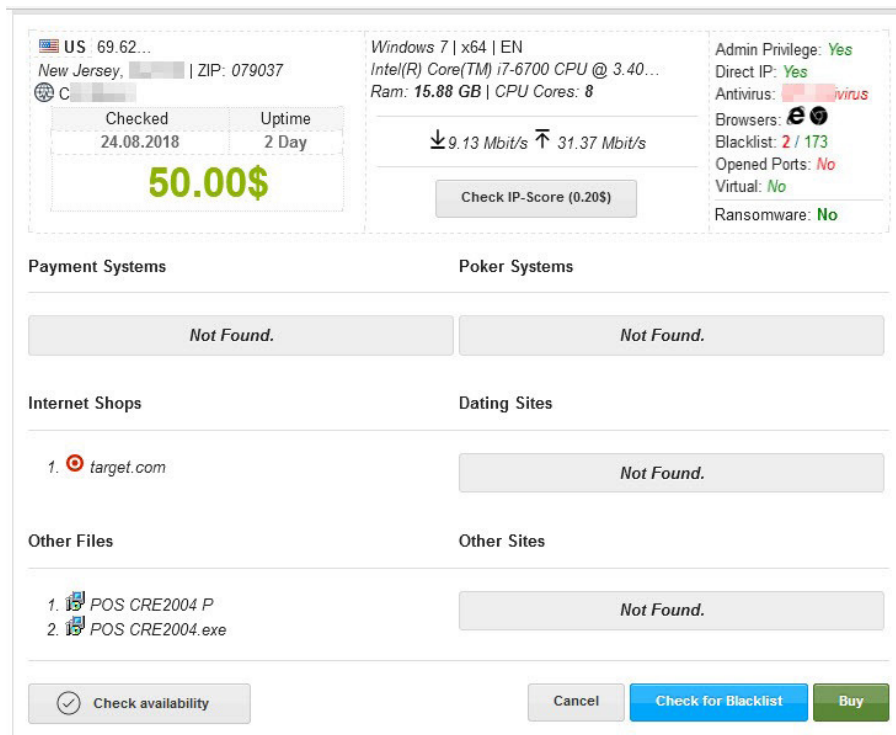 US 69.62...
New Jersey, | ZIP: 079037
C
Checked Uptime
24.08.2018 2 Day
50.00$
Windows 7 | x64 | EN
Intel(R) Core(TM) i7-6700 CPU @ 3.40...
Ram: 15.88 GB | CPU Cores: 8
9.13 Mbit/s 31.37 Mbit/s
Check IP-Score (0.20$)
Admin Privilege: Yes
Direct IP: Yes
Antivirus: virus
Browsers:
Blacklist: 2 / 173
Opened Ports: No
Virtual: No
Ransomware: No
Payment Systems
Not Found.
Poker Systems
Not Found.
Internet Shops
1. target.com
Dating Sites
Not Found.
Other Files
1. POS CRE2004 P
2. POS CRE2004.exe
Other Sites
Not Found.
Check availability
Cancel
Check for Blacklist
Buy